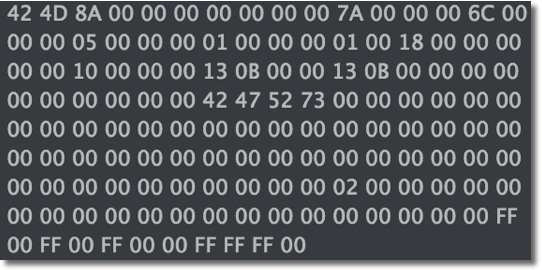 42 4D 8A 00 00 00 00 00 00 00 7A 00 00 00 6C 00
00 00 05 00 00 00 01 00 00 00 01 00 18 00 00 00
00 00 10 00 00 00 13 0B 00 00 13 0B 00 00 00 00
00 00 00 00 00 00 42 47 52 73 00 00 00 00 00 00
00 00 00 00 00 00 00 00 00 00 00 00 00 00 00 00
00 00 00 00 00 00 00 00 00 00 00 00 00 00 00 00
00 00 00 00 00 00 00 00 00 00 02 00 00 00 00 00
00 00 00 00 00 00 00 00 00 00 00 00 00 00 00 FF
00 FF 00 FF 00 00 FF FF FF 00